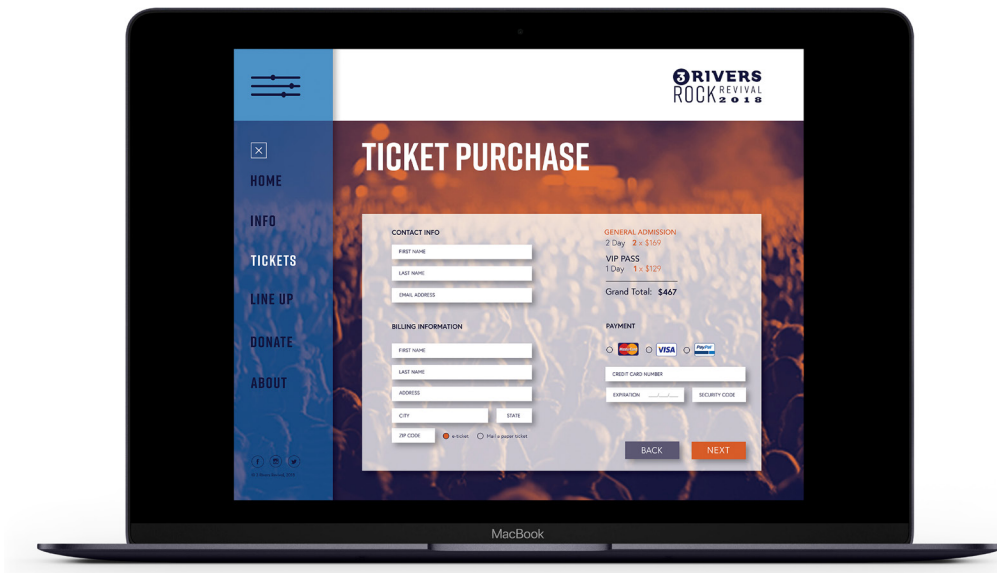 3 RIVERS
ROCK REVIVAL
2018
HOME
INFO
TICKETS
LINE UP
DONATE
ABOUT
TICKET PURCHASE
CONTACT INFO
FIRST NAME
LAST NAME
EMAIL ADDRESS
BILLING INFORMATION
FIRST NAME
LAST NAME
ADDRESS
CITY STATE
ZIP CODE e-ticket Mail a paper ticket
GENERAL ADMISSION
2 Day 2 x $169
VIP PASS
1 Day 1 x $129
Grand Total: $467
PAYMENT
VISA PayPal
CREDIT CARD NUMBER
EXPIRATION __/__/__ SECURITY CODE
BACK NEXT
MacBook